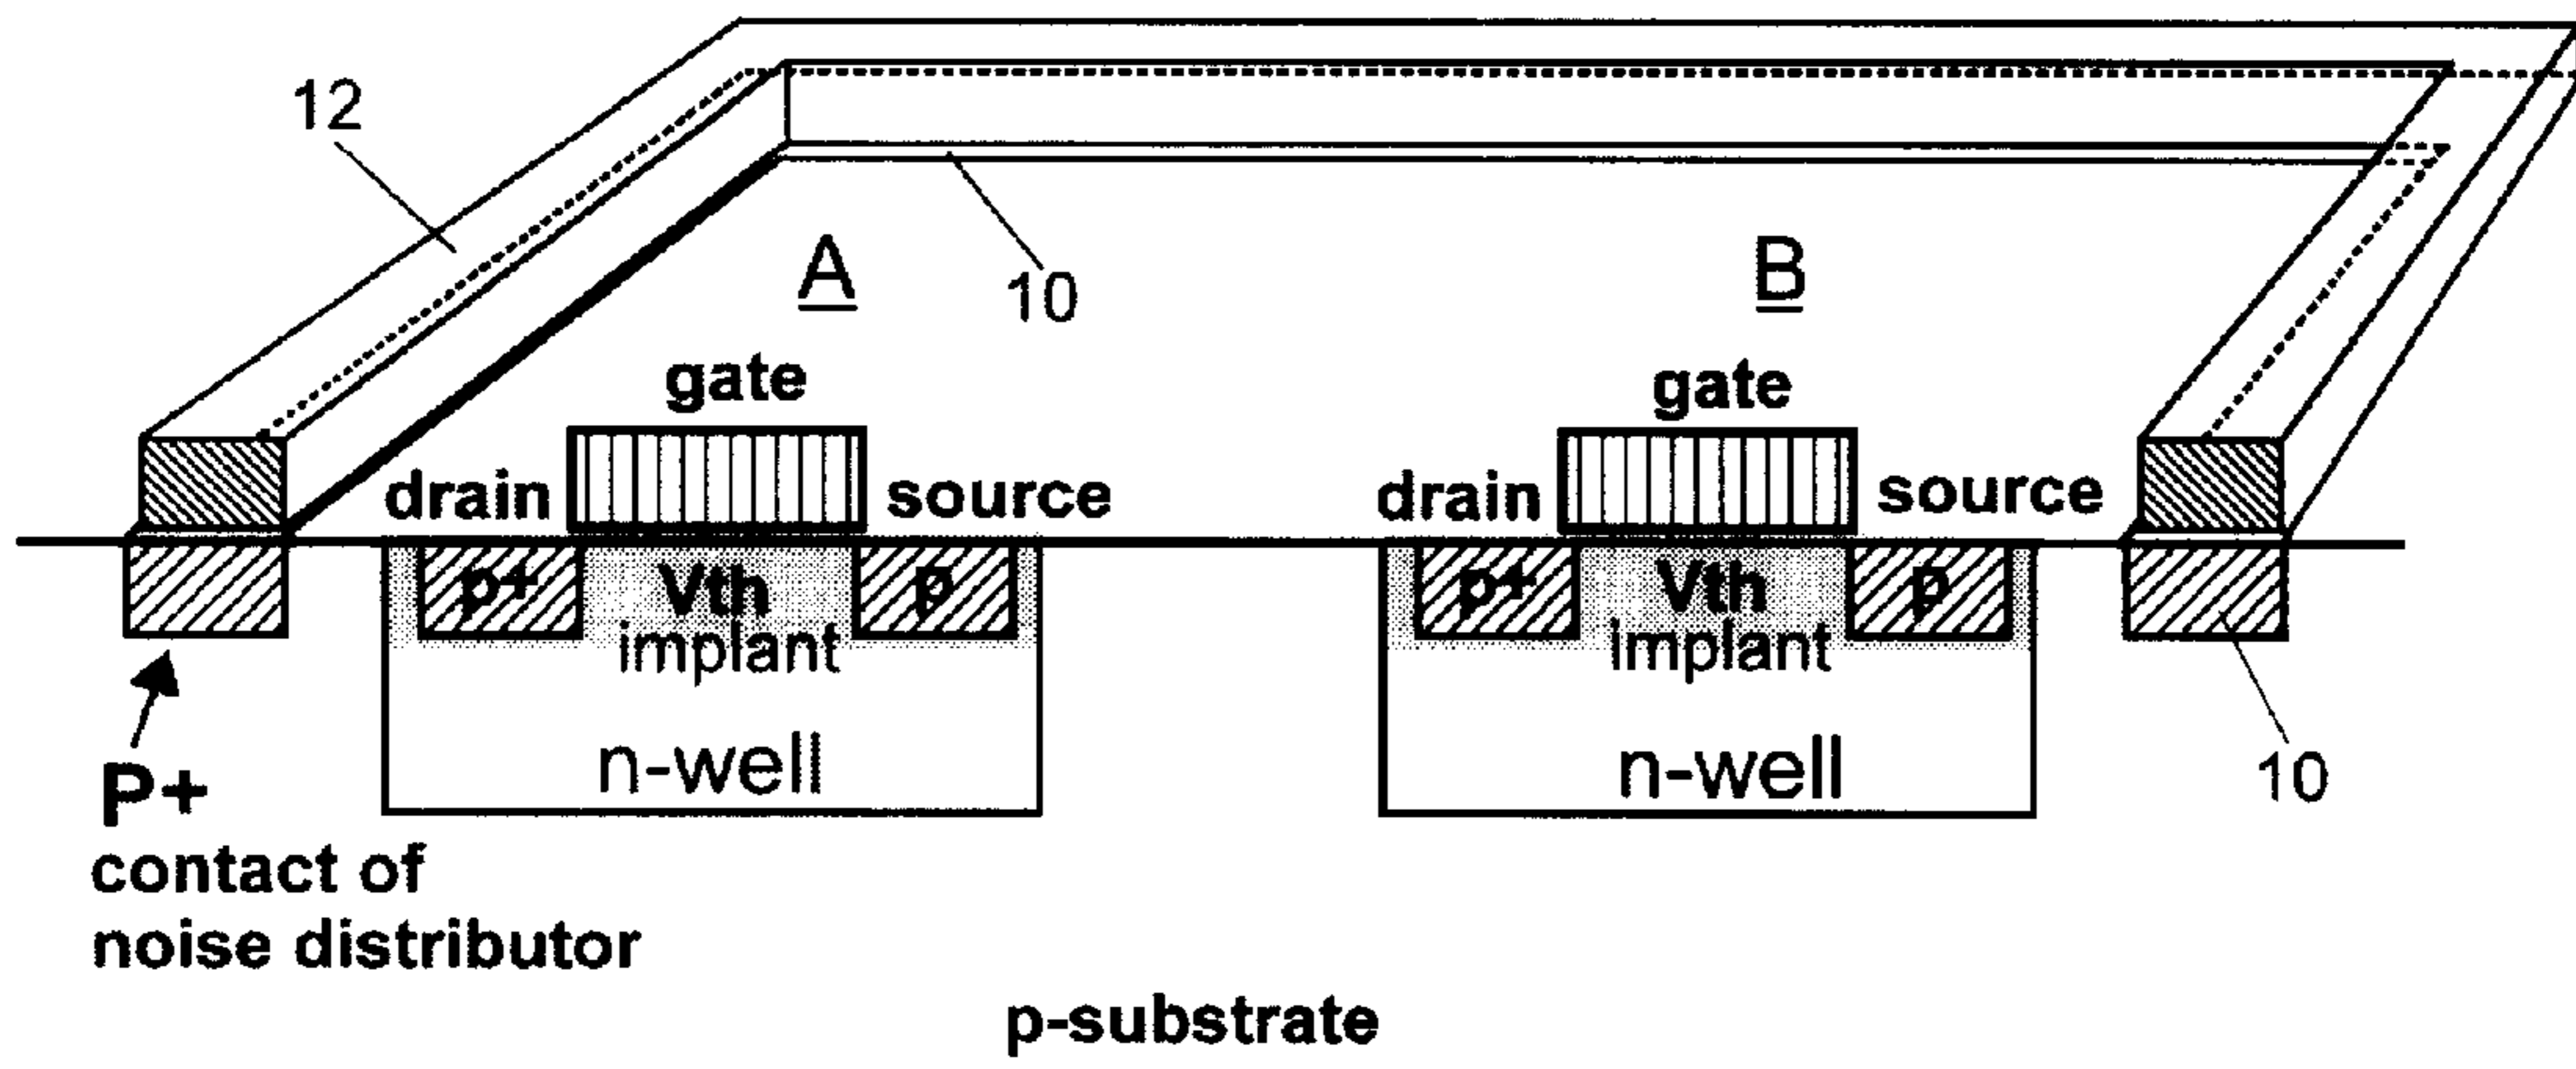 12
A
10
B
gate
gate
drain
source
drain
source
p+
Vth
p
p+
Vth
p
implant
implant
n-well
n-well
10
P+
contact of
noise distributor
p-substrate